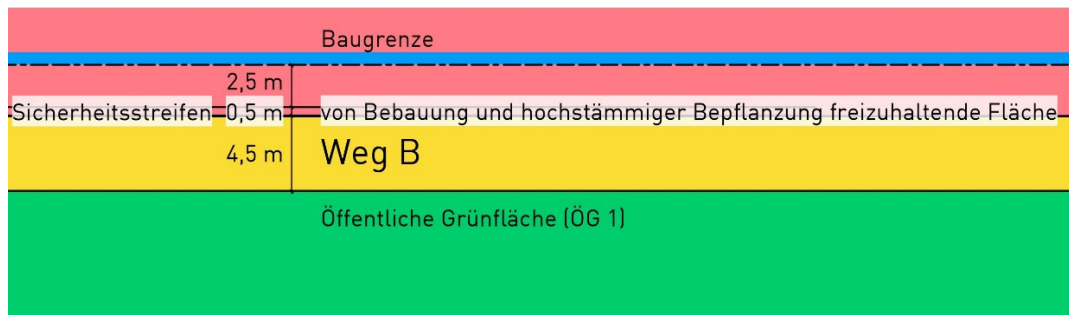 Baugrenze
2,5 m
Sicherheitsstreifen 0,5 m von Bebauung und hochstämmiger Bepflanzung freizuhaltende Fläche
4,5 m Weg B
Öffentliche Grünfläche (ÖG 1)